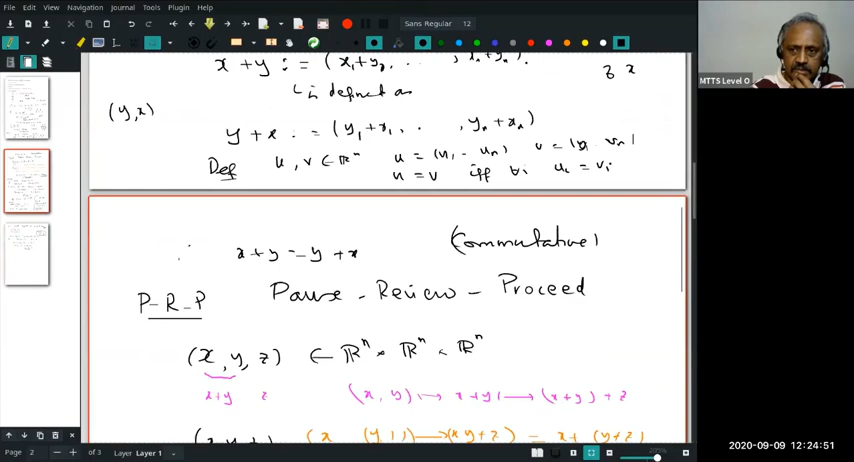 File Edit View Navigation Journal Tools Plugin Help
Sans Regular 12
x + y : = (x₁+y₁, . . , xₙ+yₙ).
is defined as
(y, x)
y + x : = (y₁+x₁, . . , yₙ+xₙ)
Def u, v ∈ ℝⁿ u = (u₁ - uₙ) v = (v₁ .. vₙ)
u = v iff ∀i uᵢ = vᵢ
∴ x + y = y + x (Commutative)
P-R-P Pause - Review - Proceed
(x, y, z) ∈ ℝⁿ × ℝⁿ × ℝⁿ
x+y z (x, y) ↦ x+y ⟶ (x+y) + z
= x + (y+z)
Page 2 of 3 Layer Layer 1
MTTS Level O
2020-09-09 12:24:51